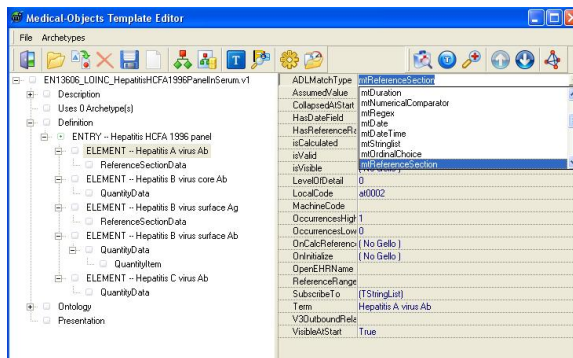 Medical-Objects Template Editor
File Archetypes
EN13606_LOINC_HepatitisHCFA1996PanelInSerum.v1
Description
Uses 0 Archetype(s)
Definition
ENTRY -- Hepatitis HCFA 1996 panel
ELEMENT -- Hepatitis A virus Ab
ReferenceSectionData
ELEMENT -- Hepatitis B virus core Ab
QuantityData
ELEMENT -- Hepatitis B virus surface Ag
ReferenceSectionData
ELEMENT -- Hepatitis B virus surface Ab
QuantityData
QuantityItem
ELEMENT -- Hepatitis C virus Ab
QuantityData
Ontology
Presentation
ADLMatchType mtReferenceSection
AssumedValue
CollapsedAtStart
HasDateField
HasReferenceRa
isCalculated
isValid
isVisible ( No Gello )
mtDuration
mtNumericalComparator
mtRegex
mtDate
mtDateTime
mtStringlist
mtOrdinalChoice
mtReferenceSection
LevelOfDetail 0
LocalCode at0002
MachineCode
OccurrencesHigh 1
OccurrencesLow 0
OnCalcReference ( No Gello )
OnInitialize ( No Gello )
OpenEHRName
ReferenceRange
SubscribeTo (TStringList)
Term Hepatitis A virus Ab
V3OutboundRela
VisibleAtStart True